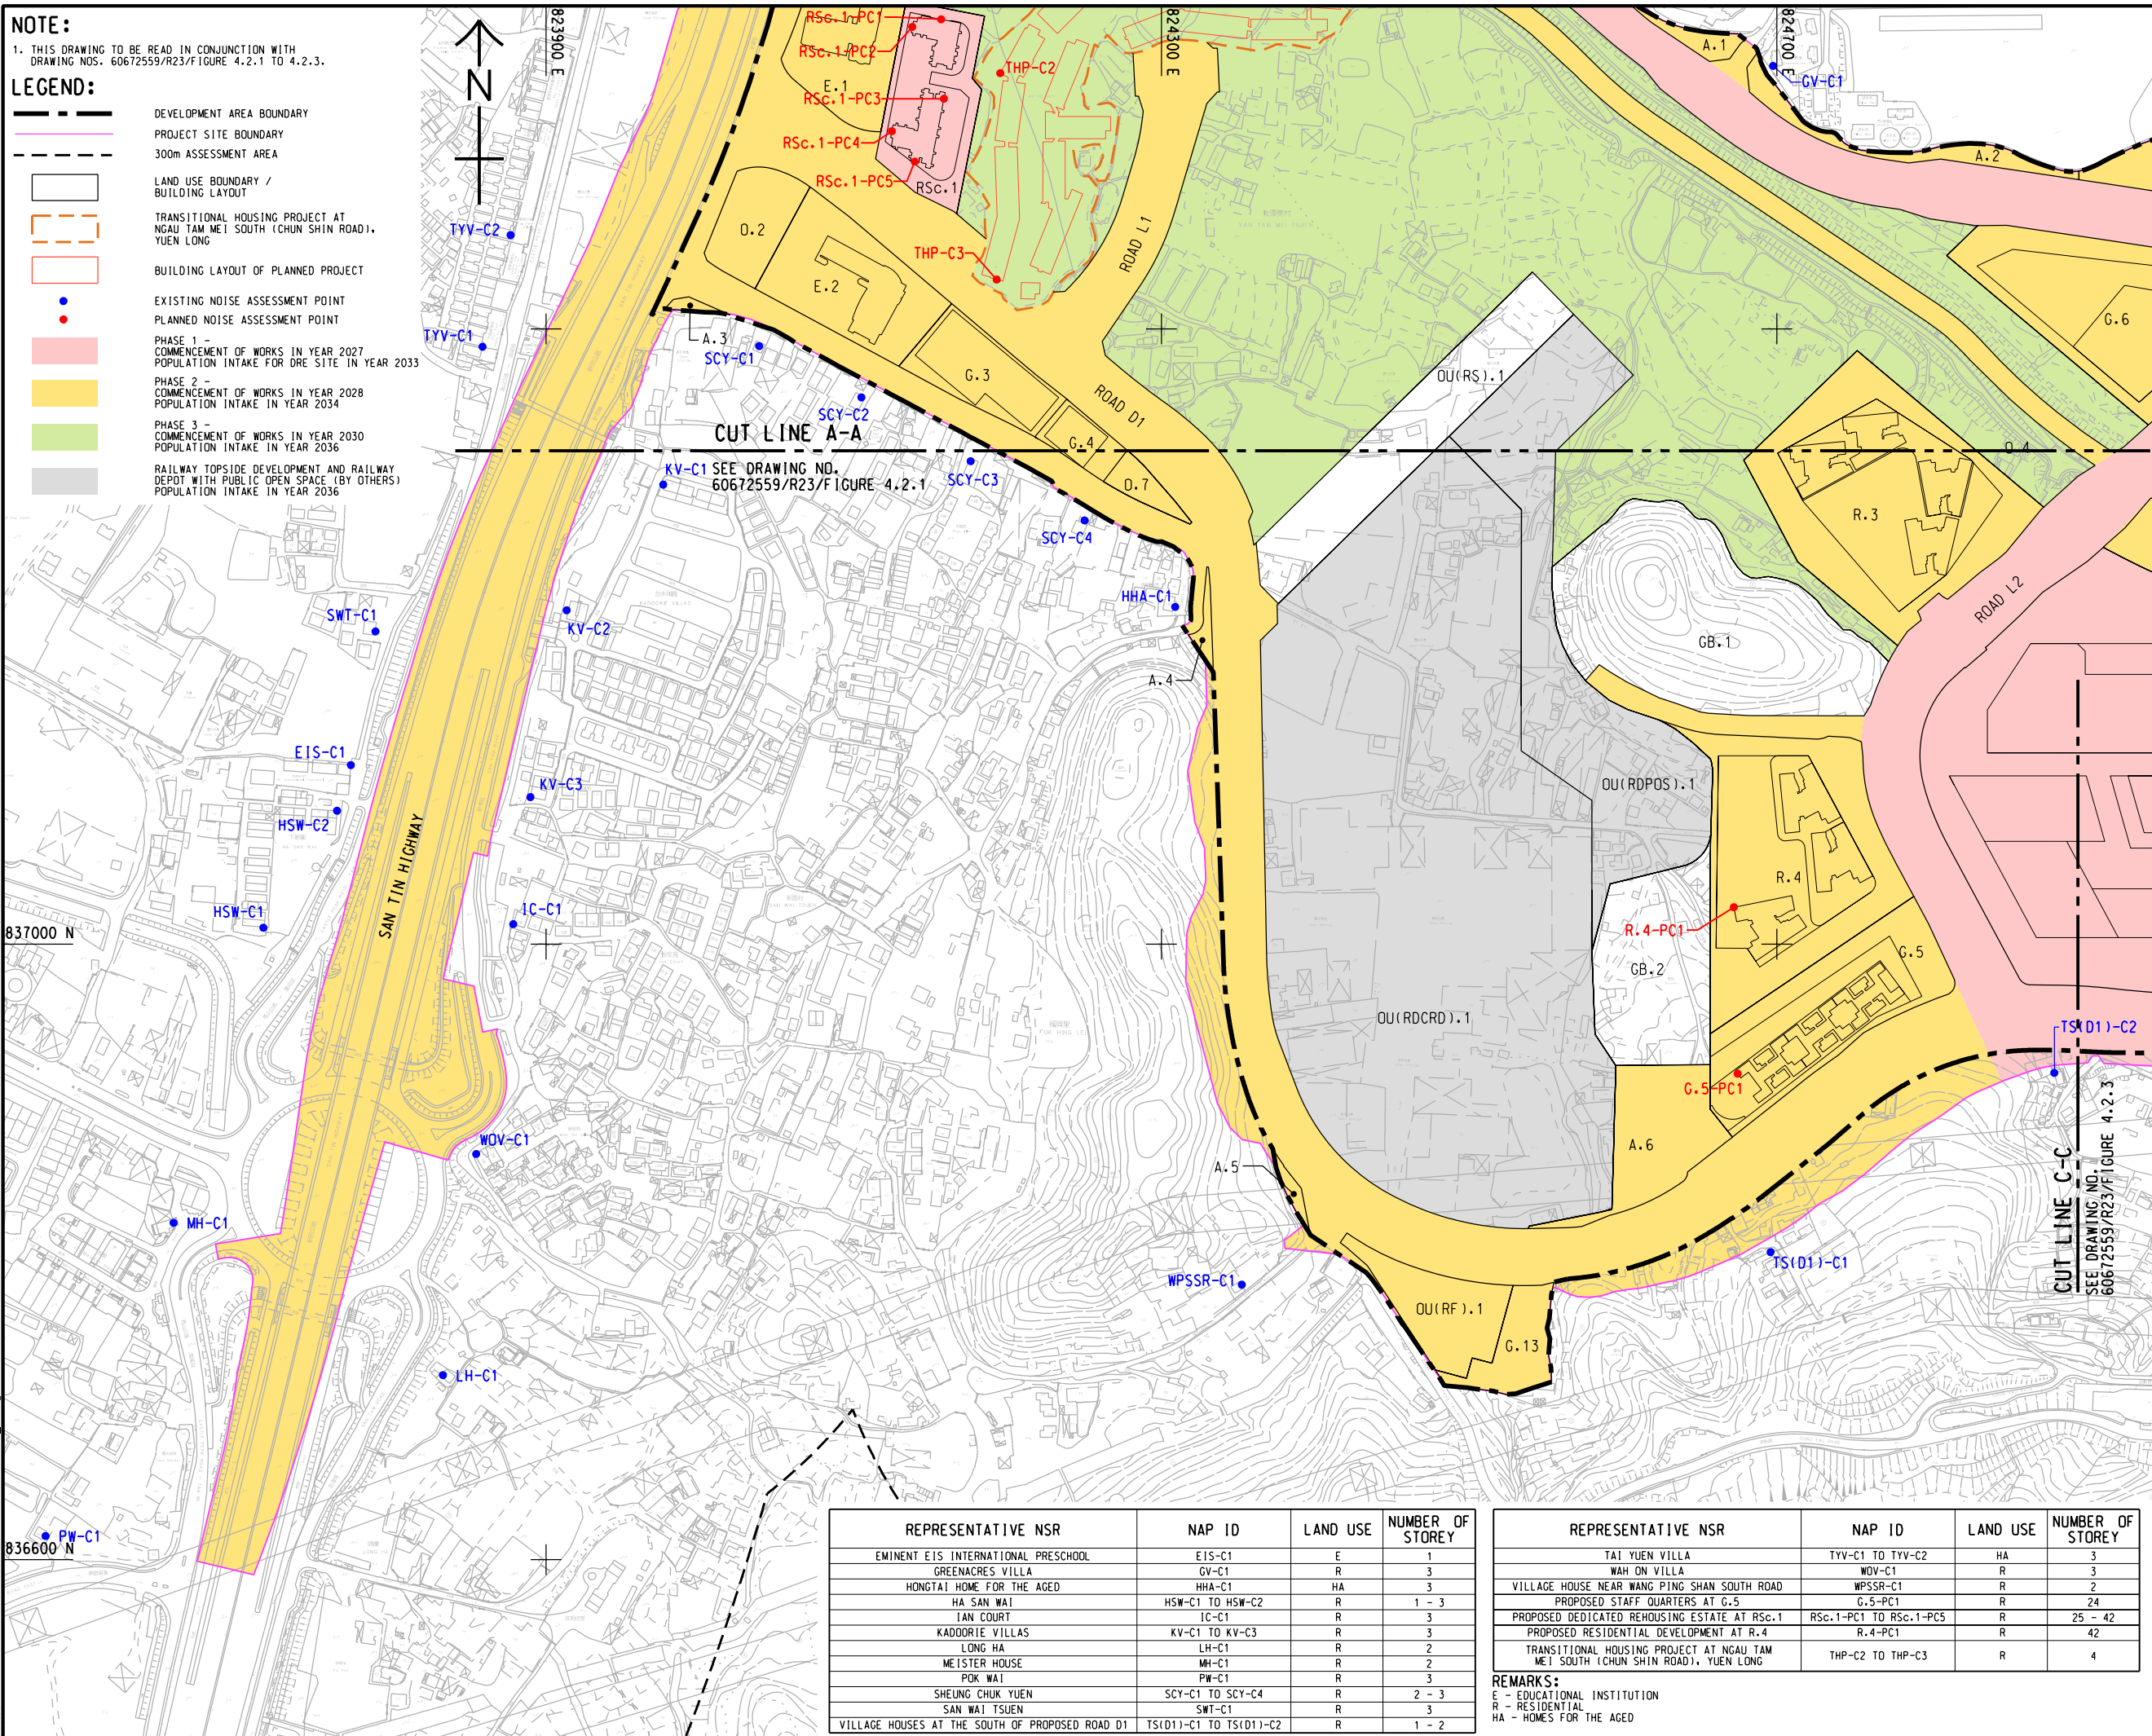 NOTE:
1. THIS DRAWING TO BE READ IN CONJUNCTION WITH
DRAWING NOS. 60672559/R23/FIGURE 4.2.1 TO 4.2.3.
LEGEND:
DEVELOPMENT AREA BOUNDARY
PROJECT SITE BOUNDARY
300m ASSESSMENT AREA
LAND USE BOUNDARY /
BUILDING LAYOUT
TRANSITIONAL HOUSING PROJECT AT
NGAU TAM MEI SOUTH (CHUN SHIN ROAD),
YUEN LONG
BUILDING LAYOUT OF PLANNED PROJECT
EXISTING NOISE ASSESSMENT POINT
PLANNED NOISE ASSESSMENT POINT
PHASE 1 -
COMMENCEMENT OF WORKS IN YEAR 2027
POPULATION INTAKE FOR DRE SITE IN YEAR 2033
PHASE 2 -
COMMENCEMENT OF WORKS IN YEAR 2028
POPULATION INTAKE IN YEAR 2034
PHASE 3 -
COMMENCEMENT OF WORKS IN YEAR 2030
POPULATION INTAKE IN YEAR 2036
RAILWAY TOPSIDE DEVELOPMENT AND RAILWAY
DEPOT WITH PUBLIC OPEN SPACE (BY OTHERS)
POPULATION INTAKE IN YEAR 2036
N
823900 E
824300 E
824700 E
RSc.1-PC1
RSc.1-PC2
RSc.1-PC3
RSc.1-PC4
RSc.1-PC5
RSc.1
THP-C2
THP-C3
E.1
A.1
GV-C1
A.2
TYV-C2
TYV-C1
O.2
E.2
ROAD L1
A.3
SCY-C1
SCY-C2
G.3
G.4
ROAD D1
O.7
OU(RS).1
G.6
O.4
R.3
CUT LINE A-A
SEE DRAWING NO.
60672559/R23/FIGURE 4.2.1
KV-C1
SCY-C3
SCY-C4
HHA-C1
A.4
SWT-C1
KV-C2
GB.1
ROAD L2
EIS-C1
HSW-C2
KV-C3
SAN TIN HIGHWAY
OU(RDPOS).1
R.4
HSW-C1
IC-C1
837000 N
R.4-PC1
GB.2
G.5
OU(RDCRD).1
G.5-PC1
TS(D1)-C2
WOV-C1
A.5
A.6
MH-C1
WPSSR-C1
TS(D1)-C1
CUT LINE C-C
SEE DRAWING NO.
60672559/R23/FIGURE 4.2.3
OU(RF).1
G.13
LH-C1
PW-C1
836600 N
REPRESENTATIVE NSR NAP ID LAND USE NUMBER OF STOREY
EMINENT EIS INTERNATIONAL PRESCHOOL EIS-C1 E 1
GREENACRES VILLA GV-C1 R 3
HONGTAI HOME FOR THE AGED HHA-C1 HA 3
HA SAN WAI HSW-C1 TO HSW-C2 R 1 - 3
IAN COURT IC-C1 R 3
KADOORIE VILLAS KV-C1 TO KV-C3 R 3
LONG HA LH-C1 R 2
MEISTER HOUSE MH-C1 R 2
POK WAI PW-C1 R 3
SHEUNG CHUK YUEN SCY-C1 TO SCY-C4 R 2 - 3
SAN WAI TSUEN SWT-C1 R 3
VILLAGE HOUSES AT THE SOUTH OF PROPOSED ROAD D1 TS(D1)-C1 TO TS(D1)-C2 R 1 - 2
REPRESENTATIVE NSR NAP ID LAND USE NUMBER OF STOREY
TAI YUEN VILLA TYV-C1 TO TYV-C2 HA 3
WAH ON VILLA WOV-C1 R 3
VILLAGE HOUSE NEAR WANG PING SHAN SOUTH ROAD WPSSR-C1 R 2
PROPOSED STAFF QUARTERS AT G.5 G.5-PC1 R 24
PROPOSED DEDICATED REHOUSING ESTATE AT RSc.1 RSc.1-PC1 TO RSc.1-PC5 R 25 - 42
PROPOSED RESIDENTIAL DEVELOPMENT AT R.4 R.4-PC1 R 42
TRANSITIONAL HOUSING PROJECT AT NGAU TAM
MEI SOUTH (CHUN SHIN ROAD), YUEN LONG THP-C2 TO THP-C3 R 4
REMARKS:
E - EDUCATIONAL INSTITUTION
R - RESIDENTIAL
HA - HOMES FOR THE AGED